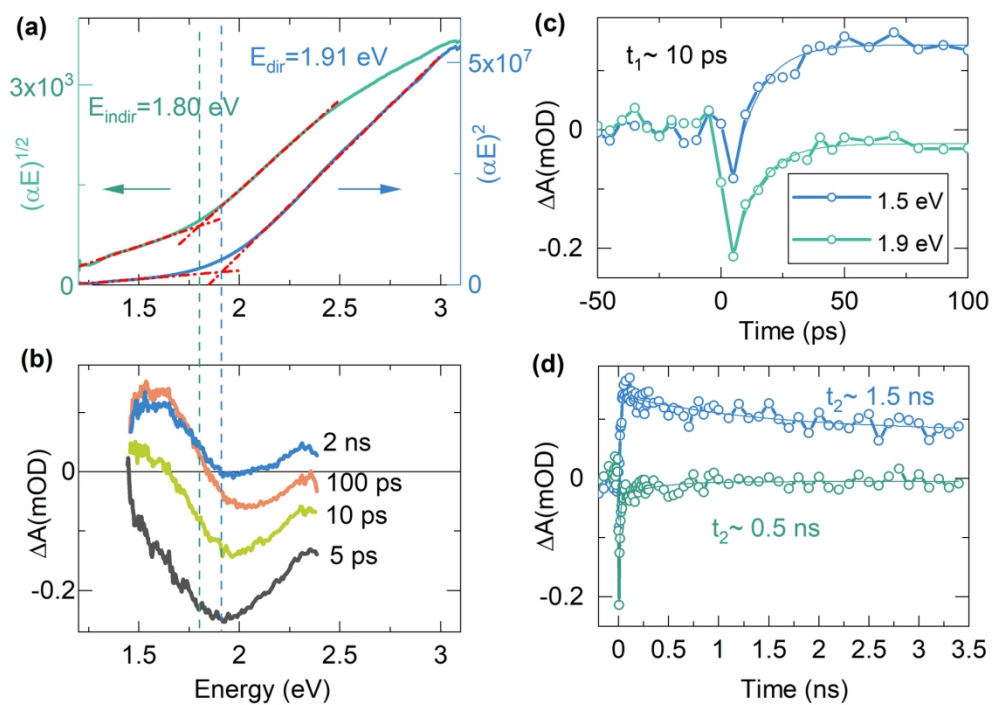 (a)
E_dir=1.91 eV
E_indir=1.80 eV
(αE)^1/2
3x10^3
0
(αE)^2
5x10^7
0
1.5 2 2.5 3
(b)
ΔA(mOD)
0
-0.2
2 ns
100 ps
10 ps
5 ps
1.5 2 2.5 3
Energy (eV)
(c)
t_1~ 10 ps
ΔA(mOD)
0
-0.2
1.5 eV
1.9 eV
-50 0 50 100
Time (ps)
(d)
t_2~ 1.5 ns
t_2~ 0.5 ns
ΔA(mOD)
0
-0.2
0 0.5 1 1.5 2 2.5 3 3.5
Time (ns)